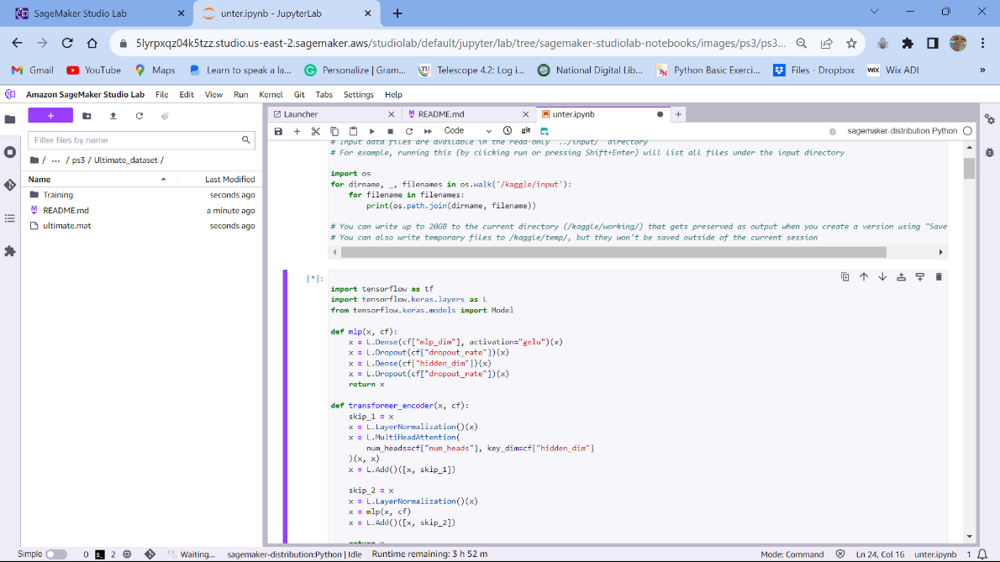 SageMaker Studio Lab
unter.ipynb - JupyterLab
5lyrpxqz04k5tzz.studio.us-east-2.sagemaker.aws/studiolab/default/jupyter/lab/tree/sagemaker-studiolab-notebooks/images/ps3/ps3...
Gmail
YouTube
Maps
Learn to speak a la...
Personalize | Gram...
Telescope 4.2: Log i...
National Digital Lib...
Python Basic Exerci...
Files - Dropbox
Wix ADI
»
Amazon SageMaker Studio Lab
File
Edit
View
Run
Kernel
Git
Tabs
Settings
Help
Launcher
README.md
unter.ipynb
Filter files by name
Code
git
sagemaker-distribution:Python
/ ... / ps3 / Ultimate_dataset /
Name
Last Modified
Training
seconds ago
README.md
a minute ago
ultimate.mat
seconds ago
# Input data files are available in the read-only "../input/" directory
# For example, running this (by clicking run or pressing Shift+Enter) will list all files under the input directory
import os
for dirname, _, filenames in os.walk('/kaggle/input'):
for filename in filenames:
print(os.path.join(dirname, filename))
# You can write up to 20GB to the current directory (/kaggle/working/) that gets preserved as output when you create a version using "Save
# You can also write temporary files to /kaggle/temp/, but they won't be saved outside of the current session
[*]:
import tensorflow as tf
import tensorflow.keras.layers as L
from tensorflow.keras.models import Model
def mlp(x, cf):
x = L.Dense(cf["mlp_dim"], activation="gelu")(x)
x = L.Dropout(cf["dropout_rate"])(x)
x = L.Dense(cf["hidden_dim"])(x)
x = L.Dropout(cf["dropout_rate"])(x)
return x
def transformer_encoder(x, cf):
skip_1 = x
x = L.LayerNormalization()(x)
x = L.MultiHeadAttention(
num_heads=cf["num_heads"], key_dim=cf["hidden_dim"]
)(x, x)
x = L.Add()([x, skip_1])
skip_2 = x
x = L.LayerNormalization()(x)
x = mlp(x, cf)
x = L.Add()([x, skip_2])
return x
Simple
0
2
Waiting...
sagemaker-distribution:Python | Idle
Runtime remaining: 3 h 52 m
Mode: Command
Ln 24, Col 16
unter.ipynb
1